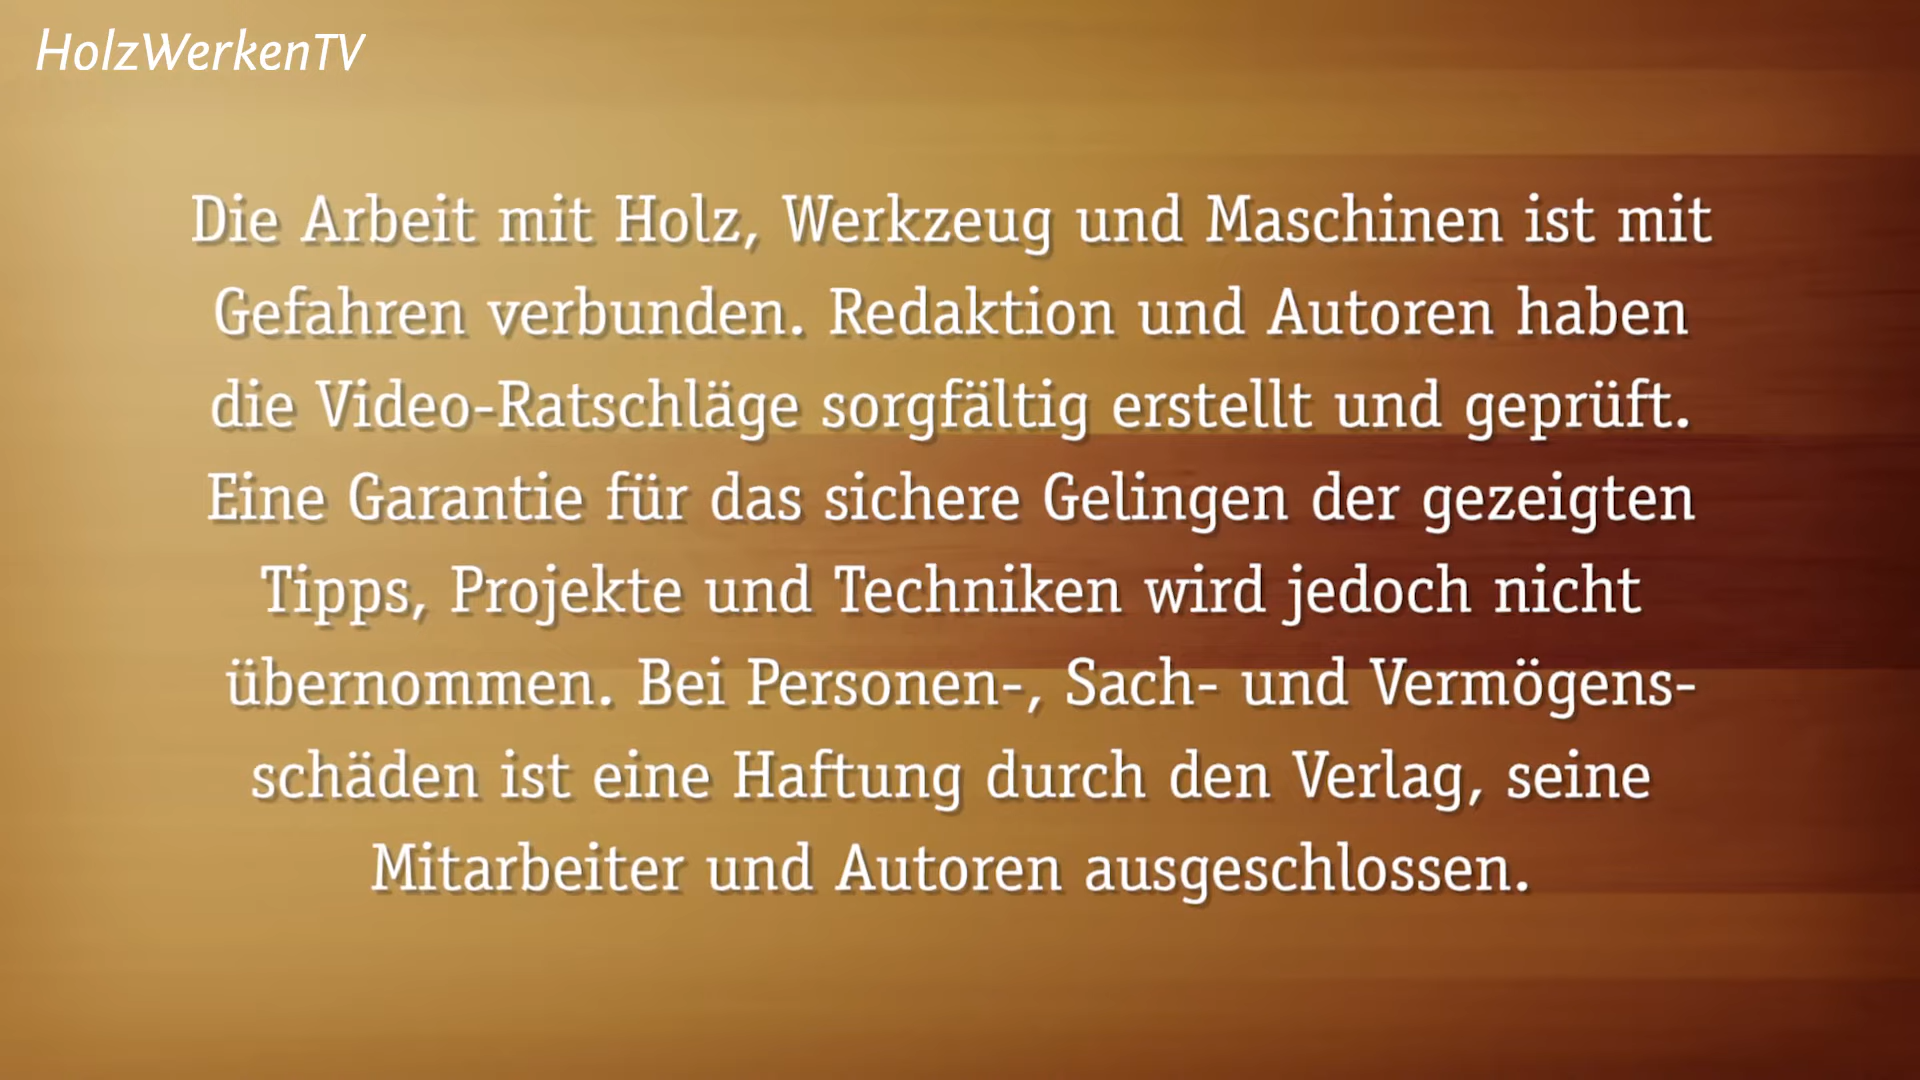 HolzWerkenTV
Die Arbeit mit Holz, Werkzeug und Maschinen ist mit
Gefahren verbunden. Redaktion und Autoren haben
die Video-Ratschläge sorgfältig erstellt und geprüft.
Eine Garantie für das sichere Gelingen der gezeigten
Tipps, Projekte und Techniken wird jedoch nicht
übernommen. Bei Personen-, Sach- und Vermögens-
schäden ist eine Haftung durch den Verlag, seine
Mitarbeiter und Autoren ausgeschlossen.